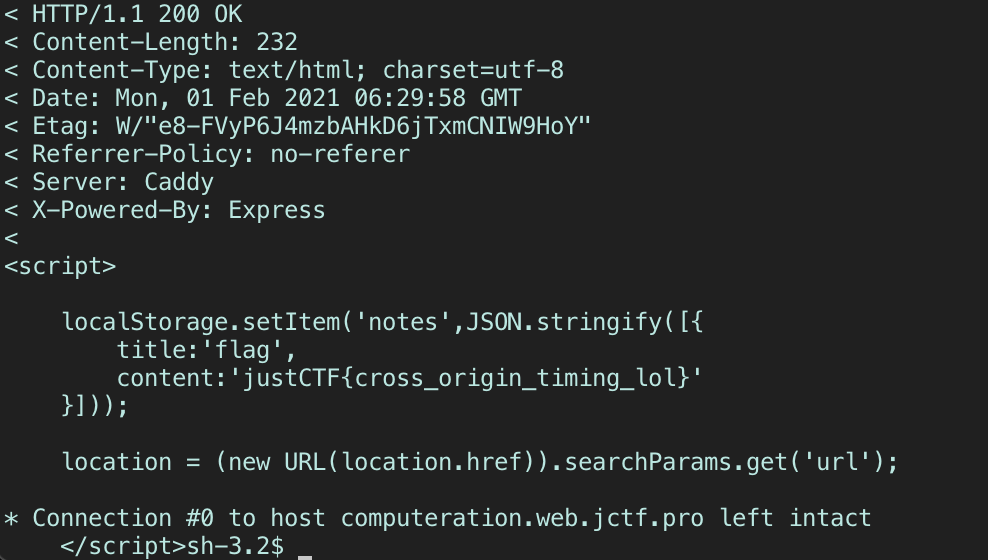 < HTTP/1.1 200 OK
< Content-Length: 232
< Content-Type: text/html; charset=utf-8
< Date: Mon, 01 Feb 2021 06:29:58 GMT
< Etag: W/"e8-FVyP6J4mzbAHkD6jTxmCNIW9HoY"
< Referrer-Policy: no-referer
< Server: Caddy
< X-Powered-By: Express
<
<script>
    localStorage.setItem('notes',JSON.stringify([{
        title:'flag',
        content:'justCTF{cross_origin_timing_lol}'
    }]));
    location = (new URL(location.href)).searchParams.get('url');
* Connection #0 to host computeration.web.jctf.pro left intact
    </script>sh-3.2$